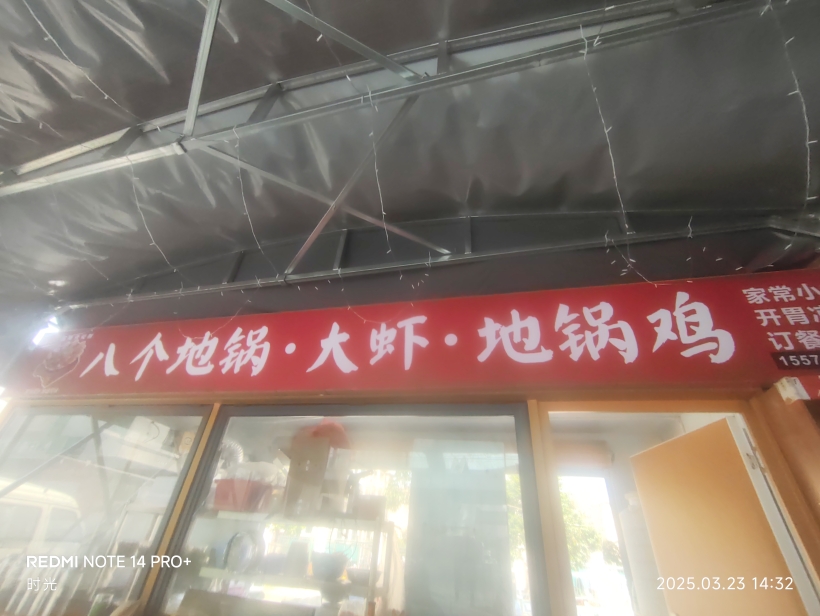 八个地锅·大虾·地锅鸡
家常小
开胃凉
订餐
1557
REDMI NOTE 14 PRO+
时光
2025.03.23 14:32